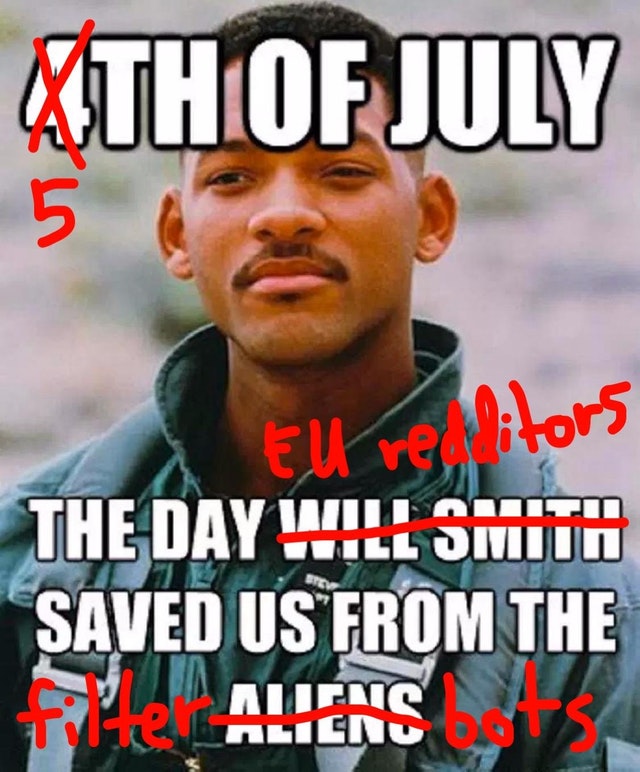 4TH OF JULY
5
EU redditors
THE DAY WILL SMITH
SAVED US FROM THE
filter ALIENS bots